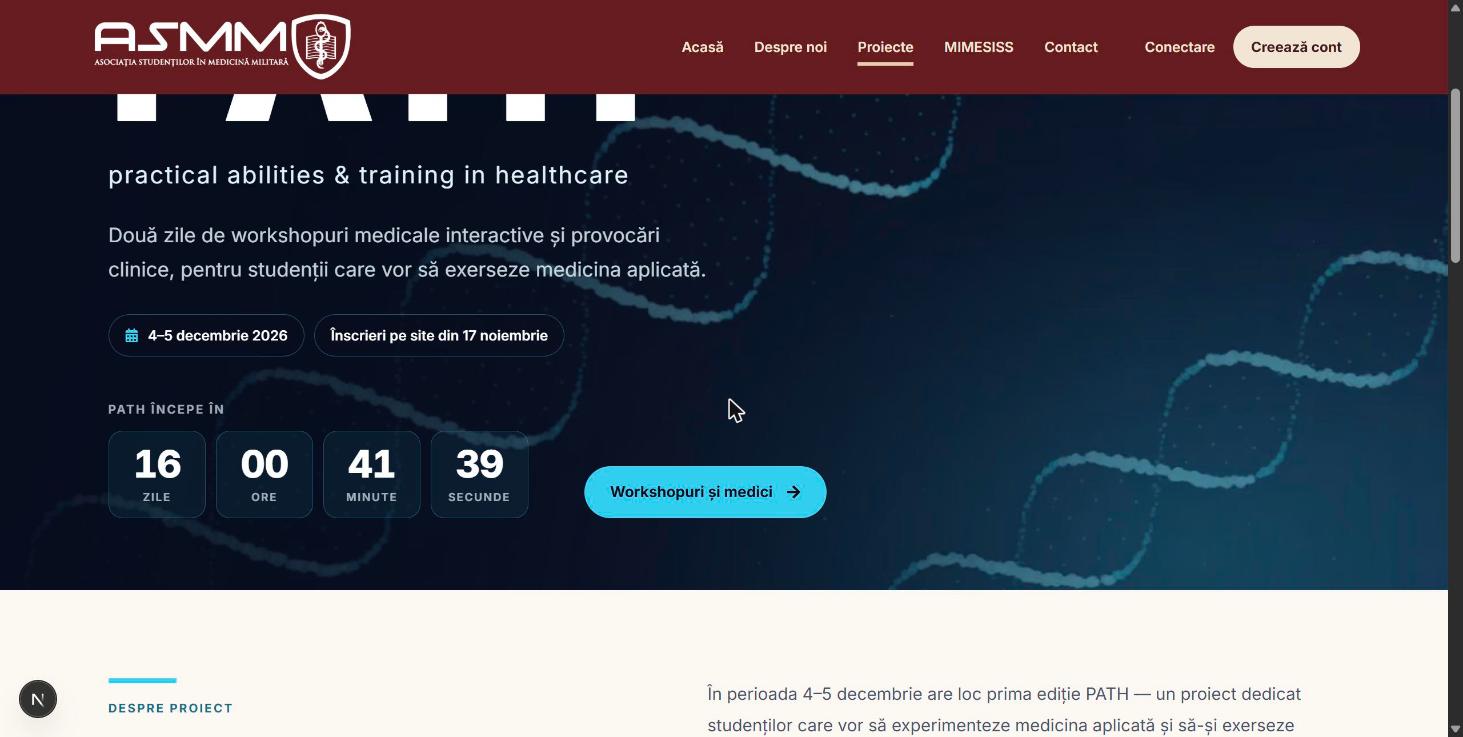 ASMM
ASOCIAȚIA STUDENȚILOR ÎN MEDICINĂ MILITARĂ
Acasă
Despre noi
Proiecte
MIMESISS
Contact
Conectare
Creează cont
PATH
practical abilities & training in healthcare
Două zile de workshopuri medicale interactive și provocări
clinice, pentru studenții care vor să exerseze medicina aplicată.
4–5 decembrie 2026
Înscrieri pe site din 17 noiembrie
PATH ÎNCEPE ÎN
16
ZILE
00
ORE
41
MINUTE
39
SECUNDE
Workshopuri și medici
DESPRE PROIECT
În perioada 4–5 decembrie are loc prima ediție PATH — un proiect dedicat
studenților care vor să experimenteze medicina aplicată și să-și exerseze
N